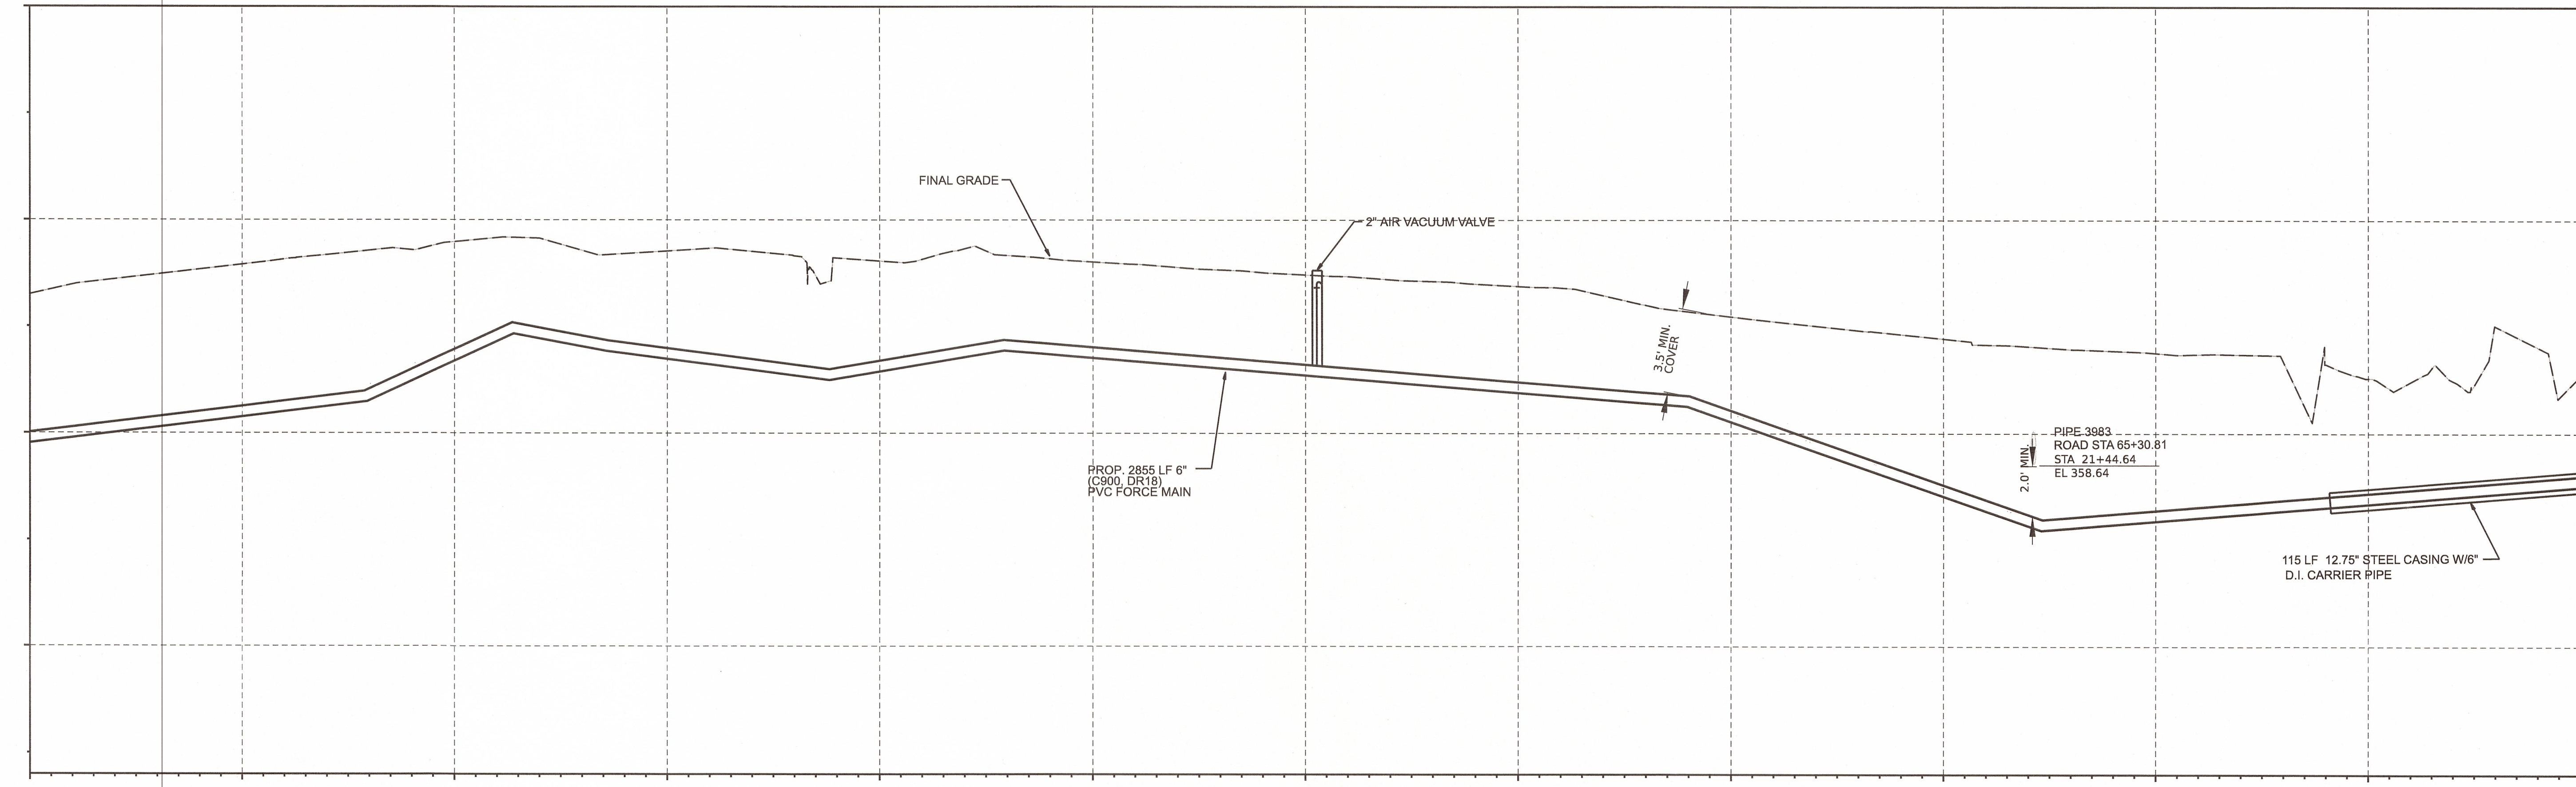 FINAL GRADE
2" AIR VACUUM VALVE
3.5' MIN.
COVER
PROP. 2855 LF 6"
(C900, DR18)
PVC FORCE MAIN
2.0' MIN.
PIPE 3983
ROAD STA 65+30.81
STA 21+44.64
EL 358.64
115 LF 12.75" STEEL CASING W/6"
D.I. CARRIER PIPE